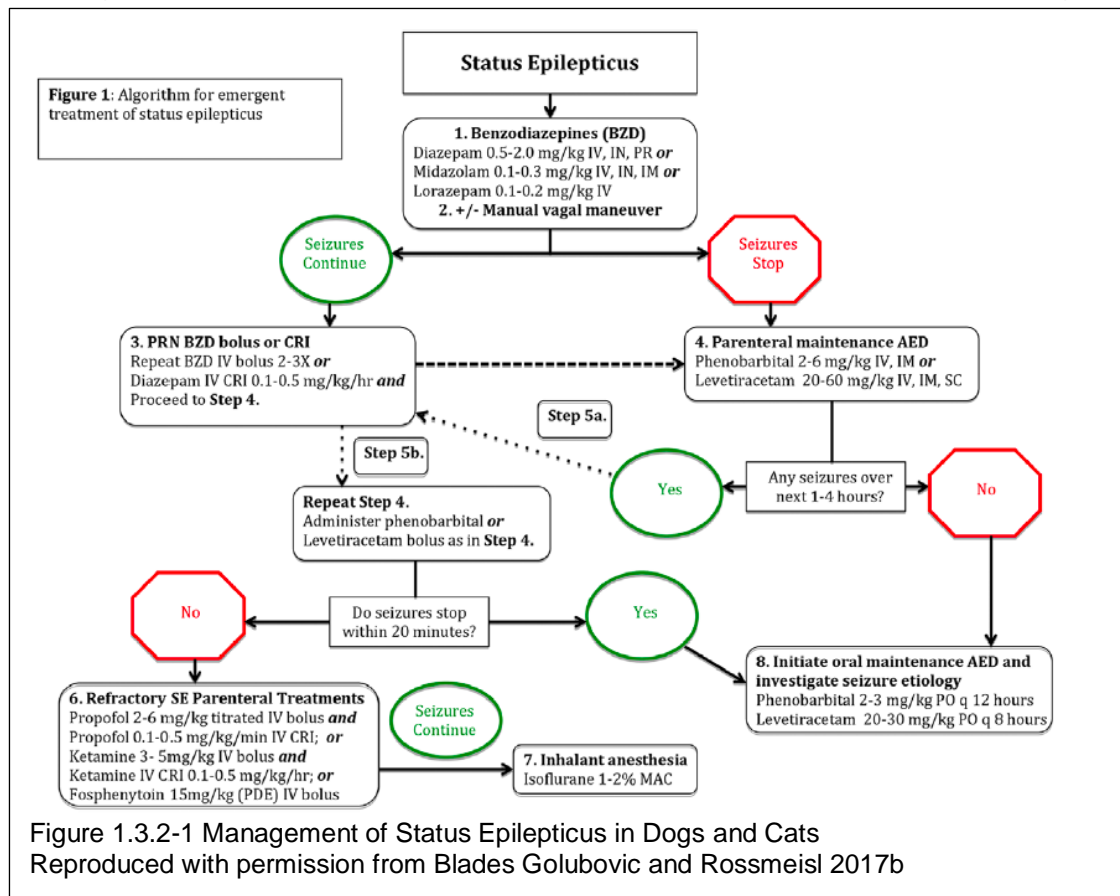 Status Epilepticus
Figure 1: Algorithm for emergent
treatment of status epilepticus
1. Benzodiazepines (BZD)
Diazepam 0.5-2.0 mg/kg IV, IN, PR or
Midazolam 0.1-0.3 mg/kg IV, IN, IM or
Lorazepam 0.1-0.2 mg/kg IV
2. +/- Manual vagal maneuver
Seizures
Continue
Seizures
Stop
3. PRN BZD bolus or CRI
Repeat BZD IV bolus 2-3X or
Diazepam IV CRI 0.1-0.5 mg/kg/hr and
Proceed to Step 4.
4. Parenteral maintenance AED
Phenobarbital 2-6 mg/kg IV, IM or
Levetiracetam 20-60 mg/kg IV, IM, SC
Step 5a.
Step 5b.
Yes
Any seizures over
next 1-4 hours?
No
Repeat Step 4.
Administer phenobarbital or
Levetiracetam bolus as in Step 4.
No
Do seizures stop
within 20 minutes?
Yes
8. Initiate oral maintenance AED and
investigate seizure etiology
Phenobarbital 2-3 mg/kg PO q 12 hours
Levetiracetam 20-30 mg/kg PO q 8 hours
6. Refractory SE Parenteral Treatments
Propofol 2-6 mg/kg titrated IV bolus and
Propofol 0.1-0.5 mg/kg/min IV CRI; or
Ketamine 3- 5mg/kg IV bolus and
Ketamine IV CRI 0.1-0.5 mg/kg/hr; or
Fosphenytoin 15mg/kg (PDE) IV bolus
Seizures
Continue
7. Inhalant anesthesia
Isoflurane 1-2% MAC
Figure 1.3.2-1 Management of Status Epilepticus in Dogs and Cats
Reproduced with permission from Blades Golubovic and Rossmeisl 2017b